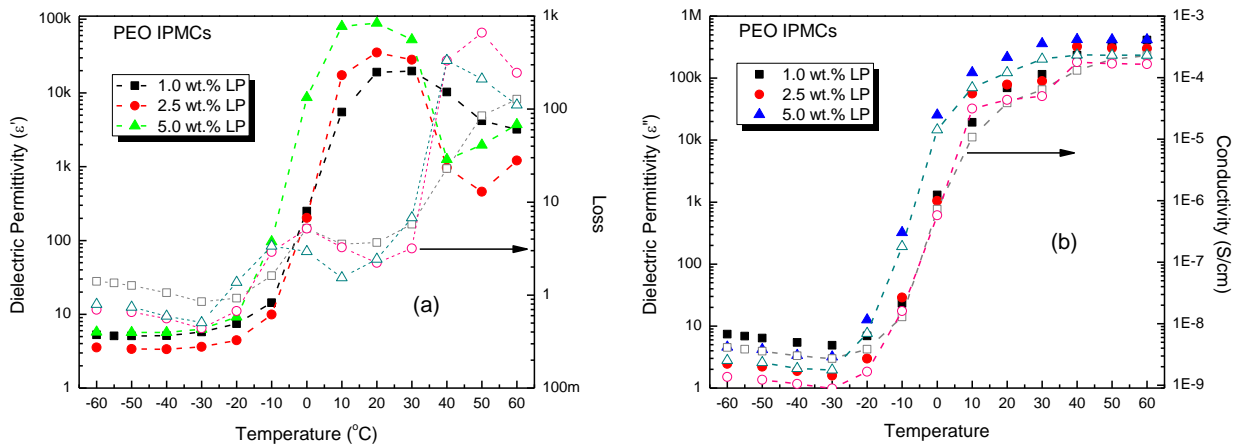 PEO IPMCs
1.0 wt.% LP
2.5 wt.% LP
5.0 wt.% LP
(a)
100k
10k
1k
100
10
1
Dielectric Permittivity (ε')
1k
100
10
1
100m
Loss
-60 -50 -40 -30 -20 -10 0 10 20 30 40 50 60
Temperature (°C)
PEO IPMCs
1.0 wt.% LP
2.5 wt.% LP
5.0 wt.% LP
(b)
1M
100k
10k
1k
100
10
1
Dielectric Permittivity (ε")
1E-3
1E-4
1E-5
1E-6
1E-7
1E-8
1E-9
Conductivity (S/cm)
-60 -50 -40 -30 -20 -10 0 10 20 30 40 50 60
Temperature